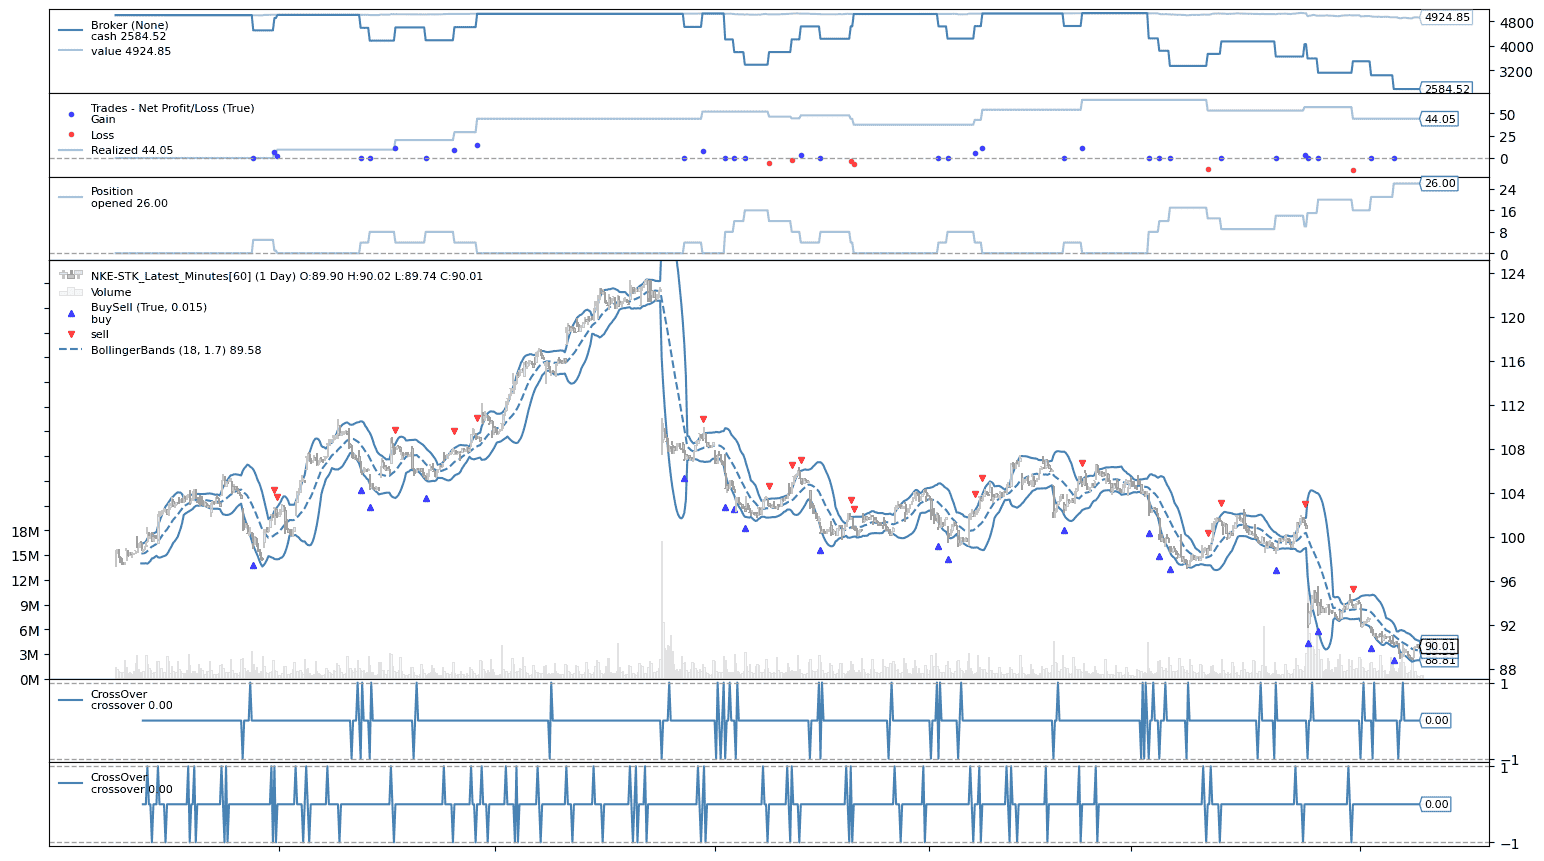 Broker (None)
cash 2584.52
value 4924.85
4924.85
4800
4000
3200
2584.52
Trades - Net Profit/Loss (True)
Gain
Loss
Realized 44.05
50
44.05
25
0
Position
opened 26.00
26.00
24
16
8
0
NKE-STK_Latest_Minutes[60] (1 Day) O:89.90 H:90.02 L:89.74 C:90.01
Volume
BuySell (True, 0.015)
buy
sell
BollingerBands (18, 1.7) 89.58
124
120
116
112
108
104
100
96
92
90.01
88.81
88
18M
15M
12M
9M
6M
3M
0M
CrossOver
crossover 0.00
1
0.00
−1
CrossOver
crossover 0.00
1
0.00
−1